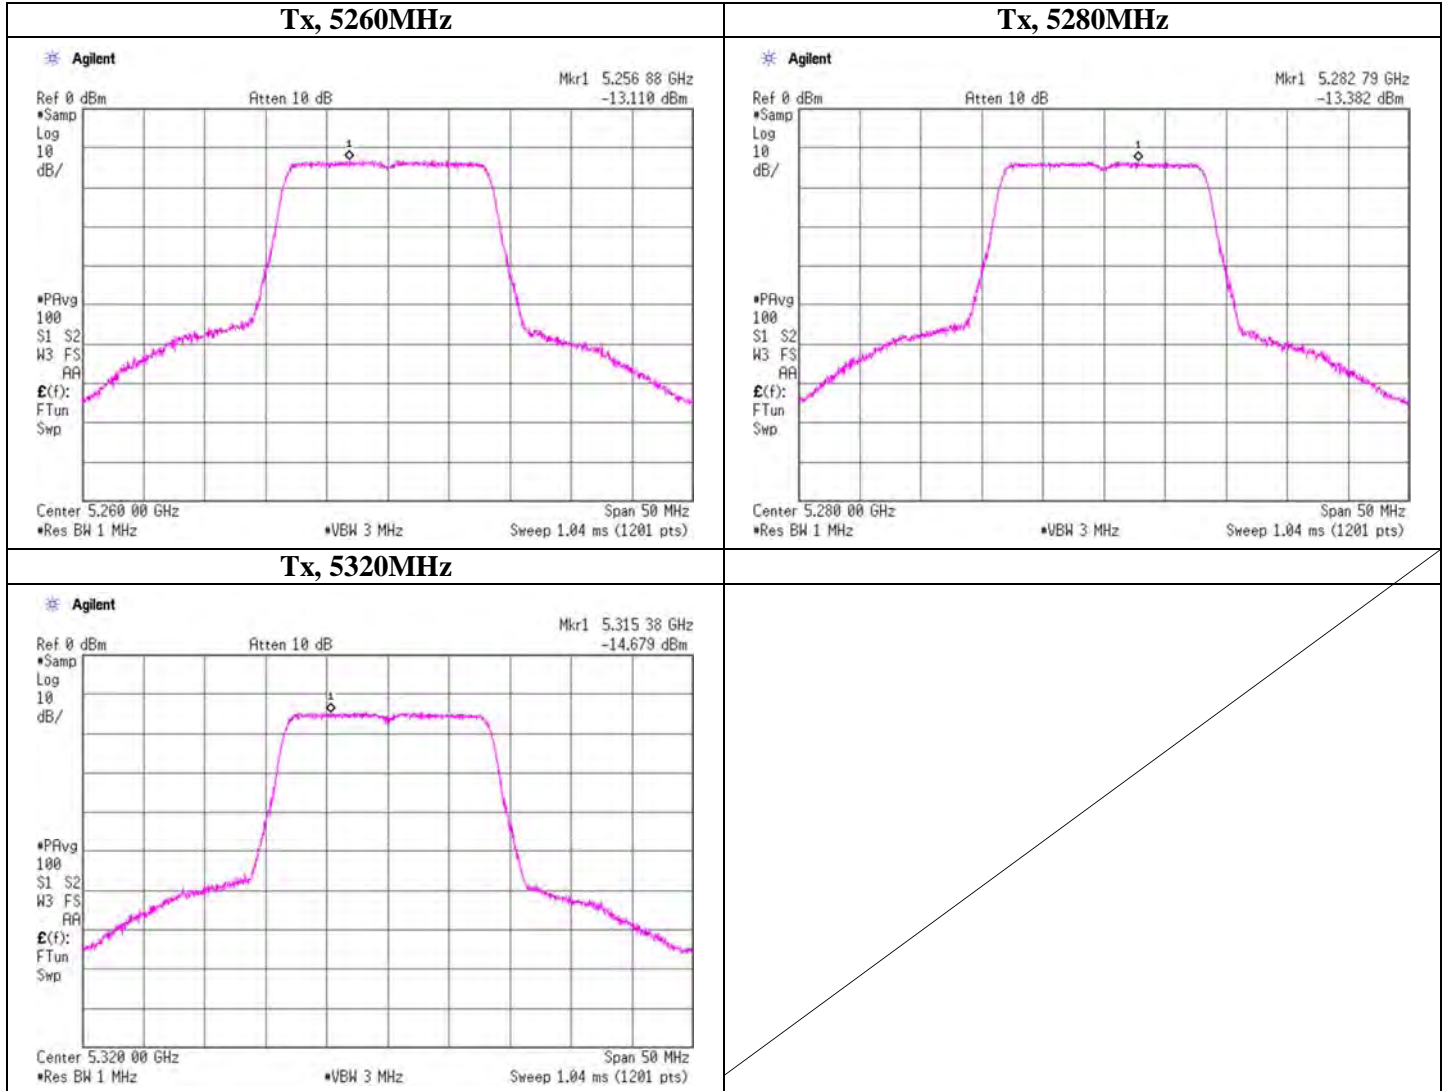 Tx, 5260MHz
Agilent
Mkr1 5.256 88 GHz
Ref 0 dBm Atten 10 dB -13.110 dBm
*Samp
Log
10
dB/
1
*PAvg
100
S1 S2
W3 FS
AA
£(f):
FTun
Swp
Center 5.260 00 GHz Span 50 MHz
*Res BW 1 MHz *VBW 3 MHz Sweep 1.04 ms (1201 pts)
Tx, 5280MHz
Agilent
Mkr1 5.282 79 GHz
Ref 0 dBm Atten 10 dB -13.382 dBm
*Samp
Log
10
dB/
1
*PAvg
100
S1 S2
W3 FS
AA
£(f):
FTun
Swp
Center 5.280 00 GHz Span 50 MHz
*Res BW 1 MHz *VBW 3 MHz Sweep 1.04 ms (1201 pts)
Tx, 5320MHz
Agilent
Mkr1 5.315 38 GHz
Ref 0 dBm Atten 10 dB -14.679 dBm
*Samp
Log
10
dB/
1
*PAvg
100
S1 S2
W3 FS
AA
£(f):
FTun
Swp
Center 5.320 00 GHz Span 50 MHz
*Res BW 1 MHz *VBW 3 MHz Sweep 1.04 ms (1201 pts)